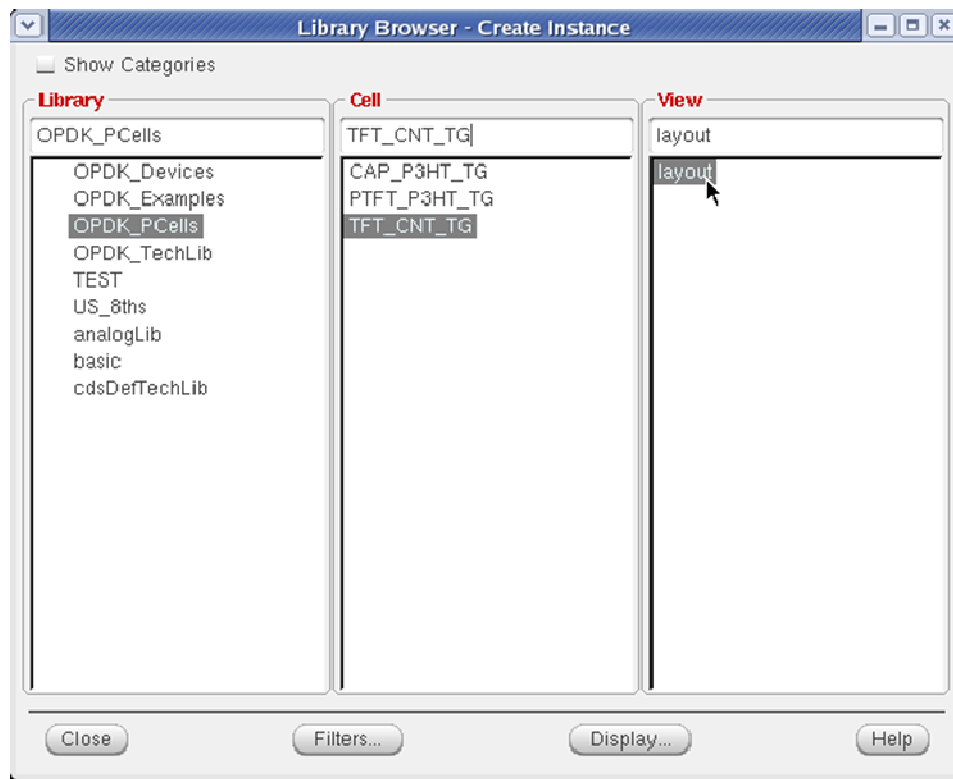 Library Browser - Create Instance
Show Categories
Library
Cell
View
OPDK_PCells
TFT_CNT_TG
layout
OPDK_Devices
OPDK_Examples
OPDK_PCells
OPDK_TechLib
TEST
US_8ths
analogLib
basic
cdsDefTechLib
CAP_P3HT_TG
PTFT_P3HT_TG
TFT_CNT_TG
layout
Close
Filters...
Display...
Help